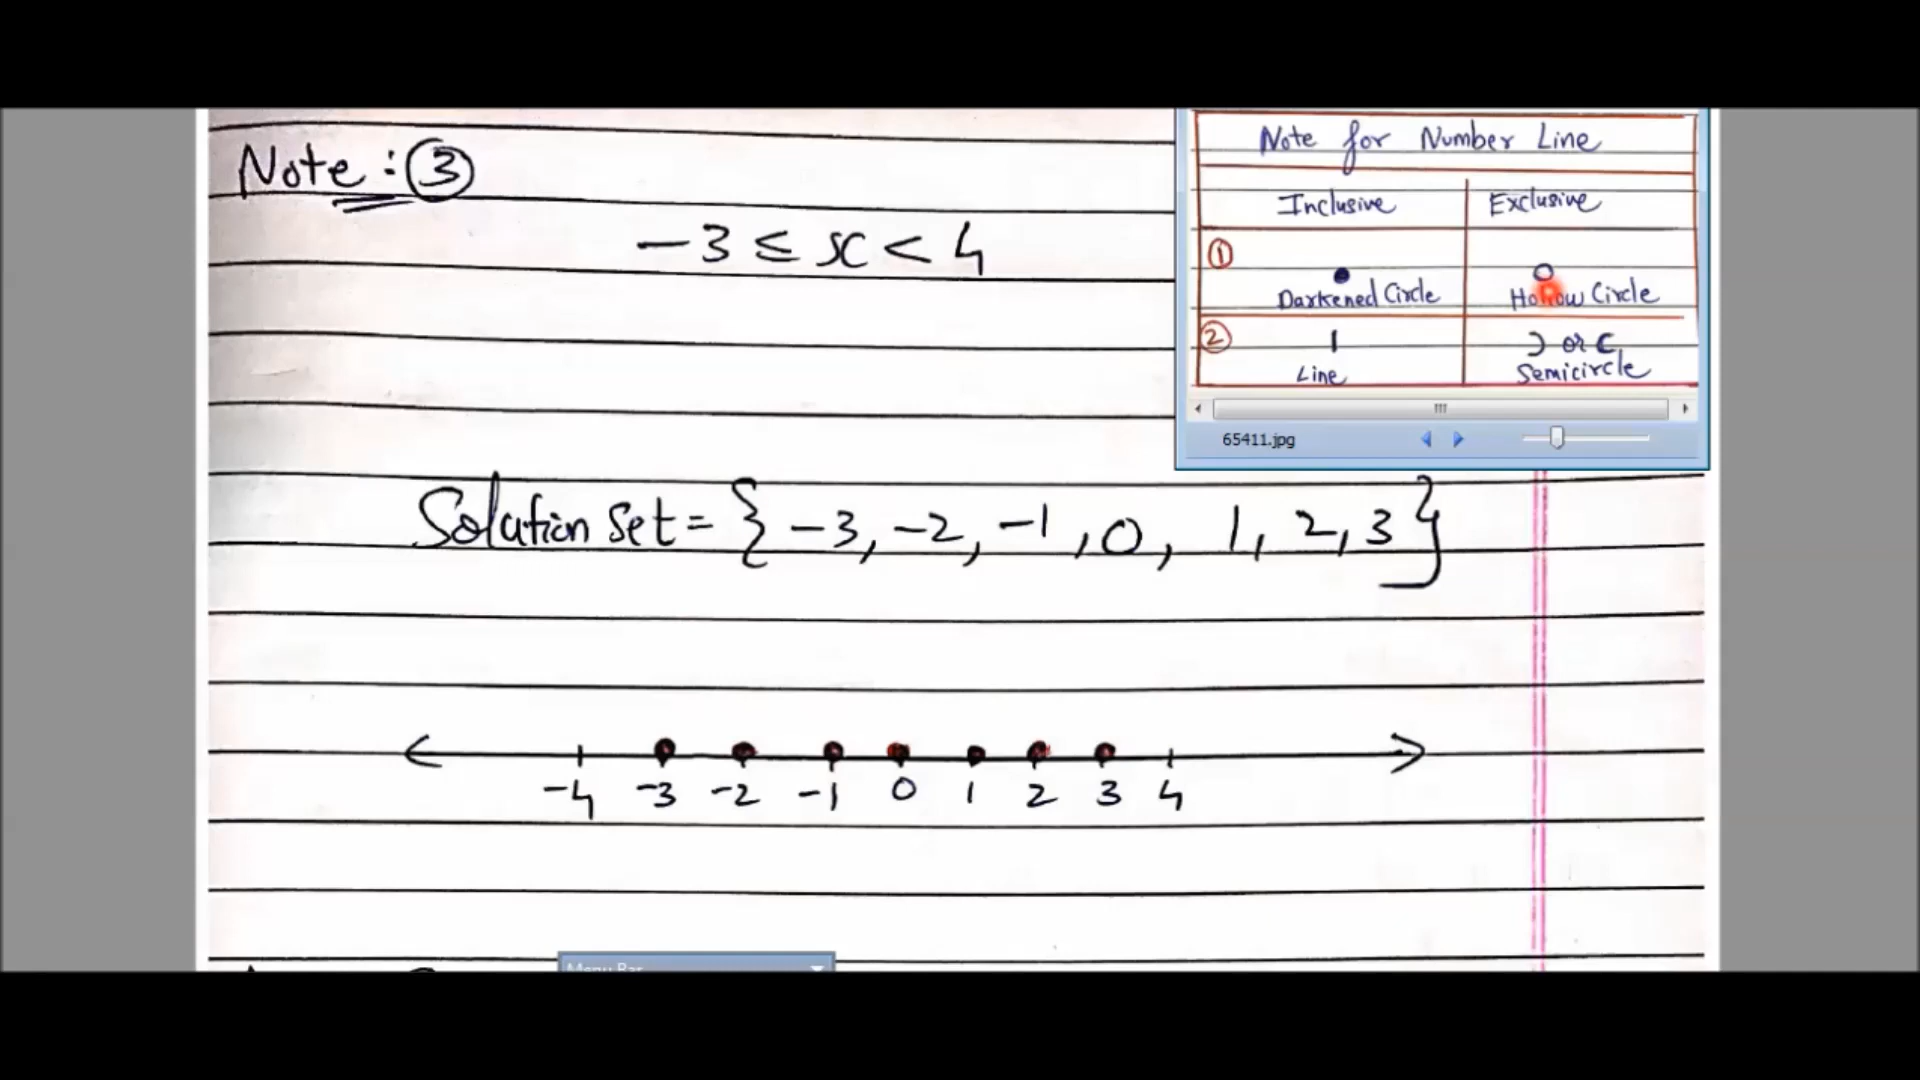 Note: ③
-3 ≤ x < 4
Note for Number Line
Inclusive Exclusive
① Darkened Circle Hollow Circle
② | ) or (
Line Semicircle
65411.jpg
Solution Set = { -3, -2, -1, 0, 1, 2, 3 }
-4 -3 -2 -1 0 1 2 3 4
Menu Bar